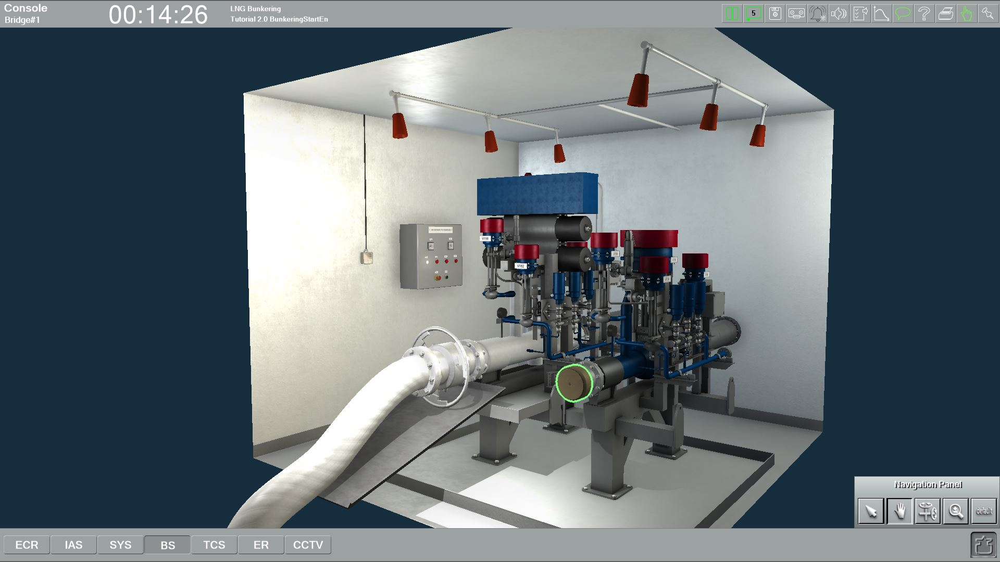 Console
Bridge#1
00:14:26
LNG Bunkering
Tutorial 2.0 BunkeringStartEn
5
V162
Navigation Panel
default
ECR
IAS
SYS
BS
TCS
ER
CCTV